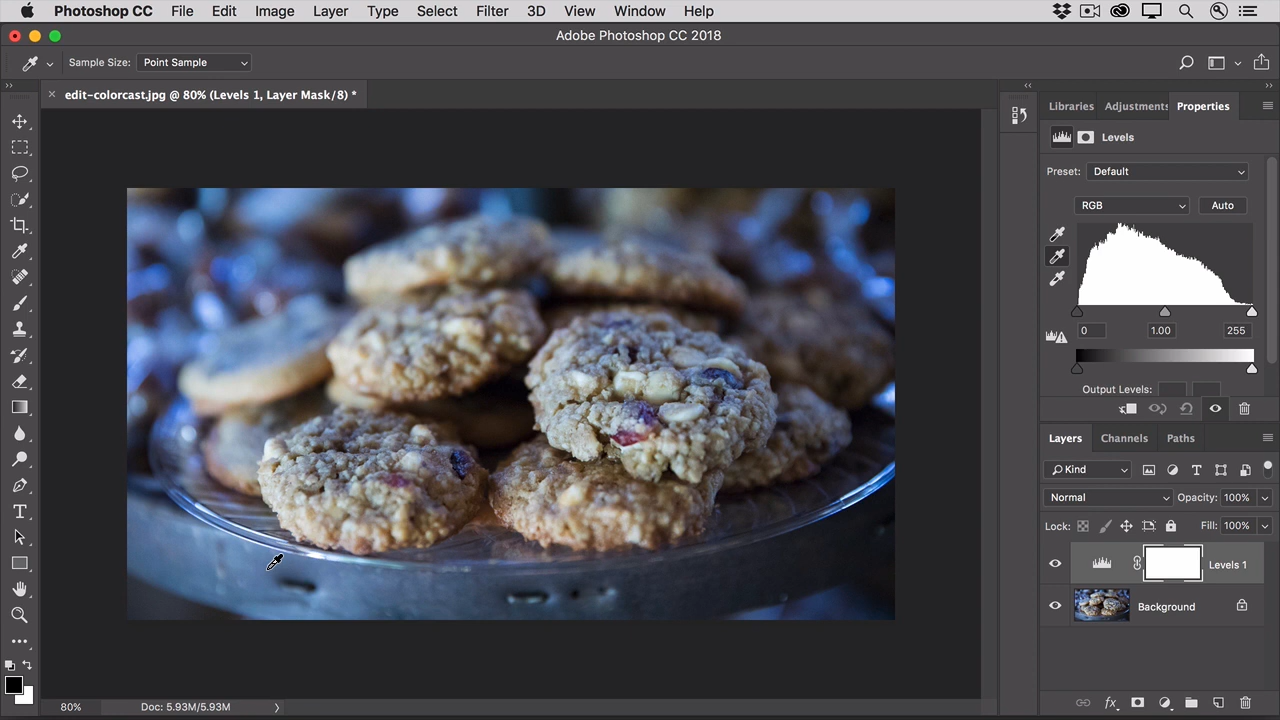 Photoshop CC File Edit Image Layer Type Select Filter 3D View Window Help
Adobe Photoshop CC 2018
Sample Size: Point Sample
edit-colorcast.jpg @ 80% (Levels 1, Layer Mask/8) *
Libraries Adjustments Properties
Levels
Preset: Default
RGB Auto
0 1.00 255
Output Levels:
Layers Channels Paths
Kind
Normal Opacity: 100%
Lock: Fill: 100%
Levels 1
Background
80% Doc: 5.93M/5.93M